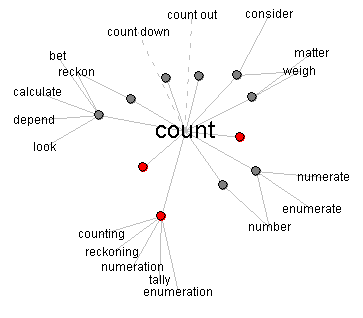 count out
consider
count down
bet
matter
reckon
weigh
calculate
depend
count
look
numerate
enumerate
number
counting
reckoning
numeration
tally
enumeration